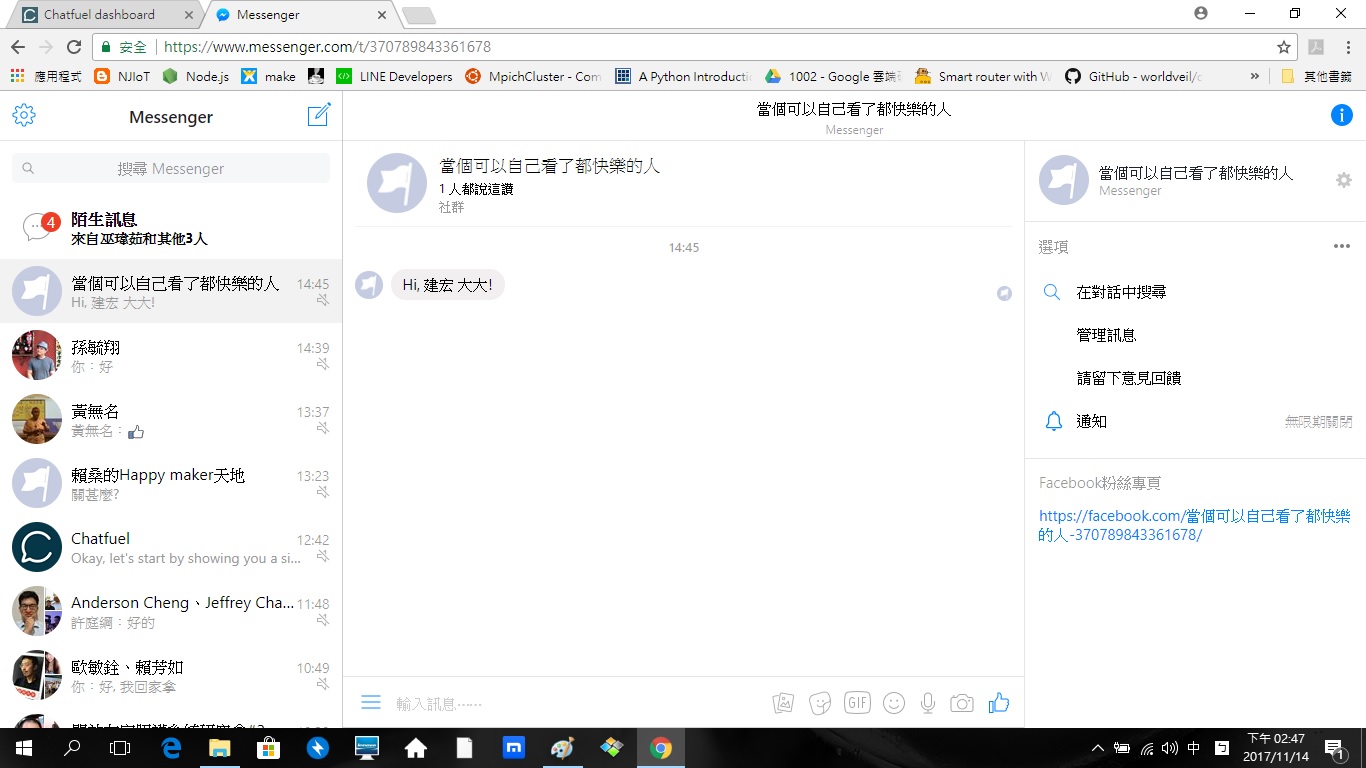 Chatfuel dashboard
Messenger
安全
https://www.messenger.com/t/370789843361678
應用程式
NJIoT
Node.js
make
LINE Developers
MpichCluster - Com
A Python Introducti
1002 - Google 雲端
Smart router with W
GitHub - worldveil/
其他書籤
Messenger
搜尋 Messenger
4
陌生訊息
來自巫瑋茹和其他3人
當個可以自己看了都快樂的人
14:45
Hi, 建宏 大大!
孫毓翔
14:39
你：好
黃無名
13:37
黃無名：
賴桑的Happy maker天地
13:23
關甚麼?
Chatfuel
12:42
Okay, let's start by showing you a si...
Anderson Cheng、Jeffrey Cha...
11:48
許庭綱：好的
歐敏銓、賴芳如
10:49
你：好, 我回家拿
當個可以自己看了都快樂的人
Messenger
當個可以自己看了都快樂的人
1 人都說這讚
社群
14:45
Hi, 建宏 大大!
輸入訊息......
GIF
當個可以自己看了都快樂的人
Messenger
選項
在對話中搜尋
管理訊息
請留下意見回饋
通知
無限期關閉
Facebook粉絲專頁
https://facebook.com/當個可以自己看了都快樂
的人-370789843361678/
中
下午 02:47
2017/11/14
1